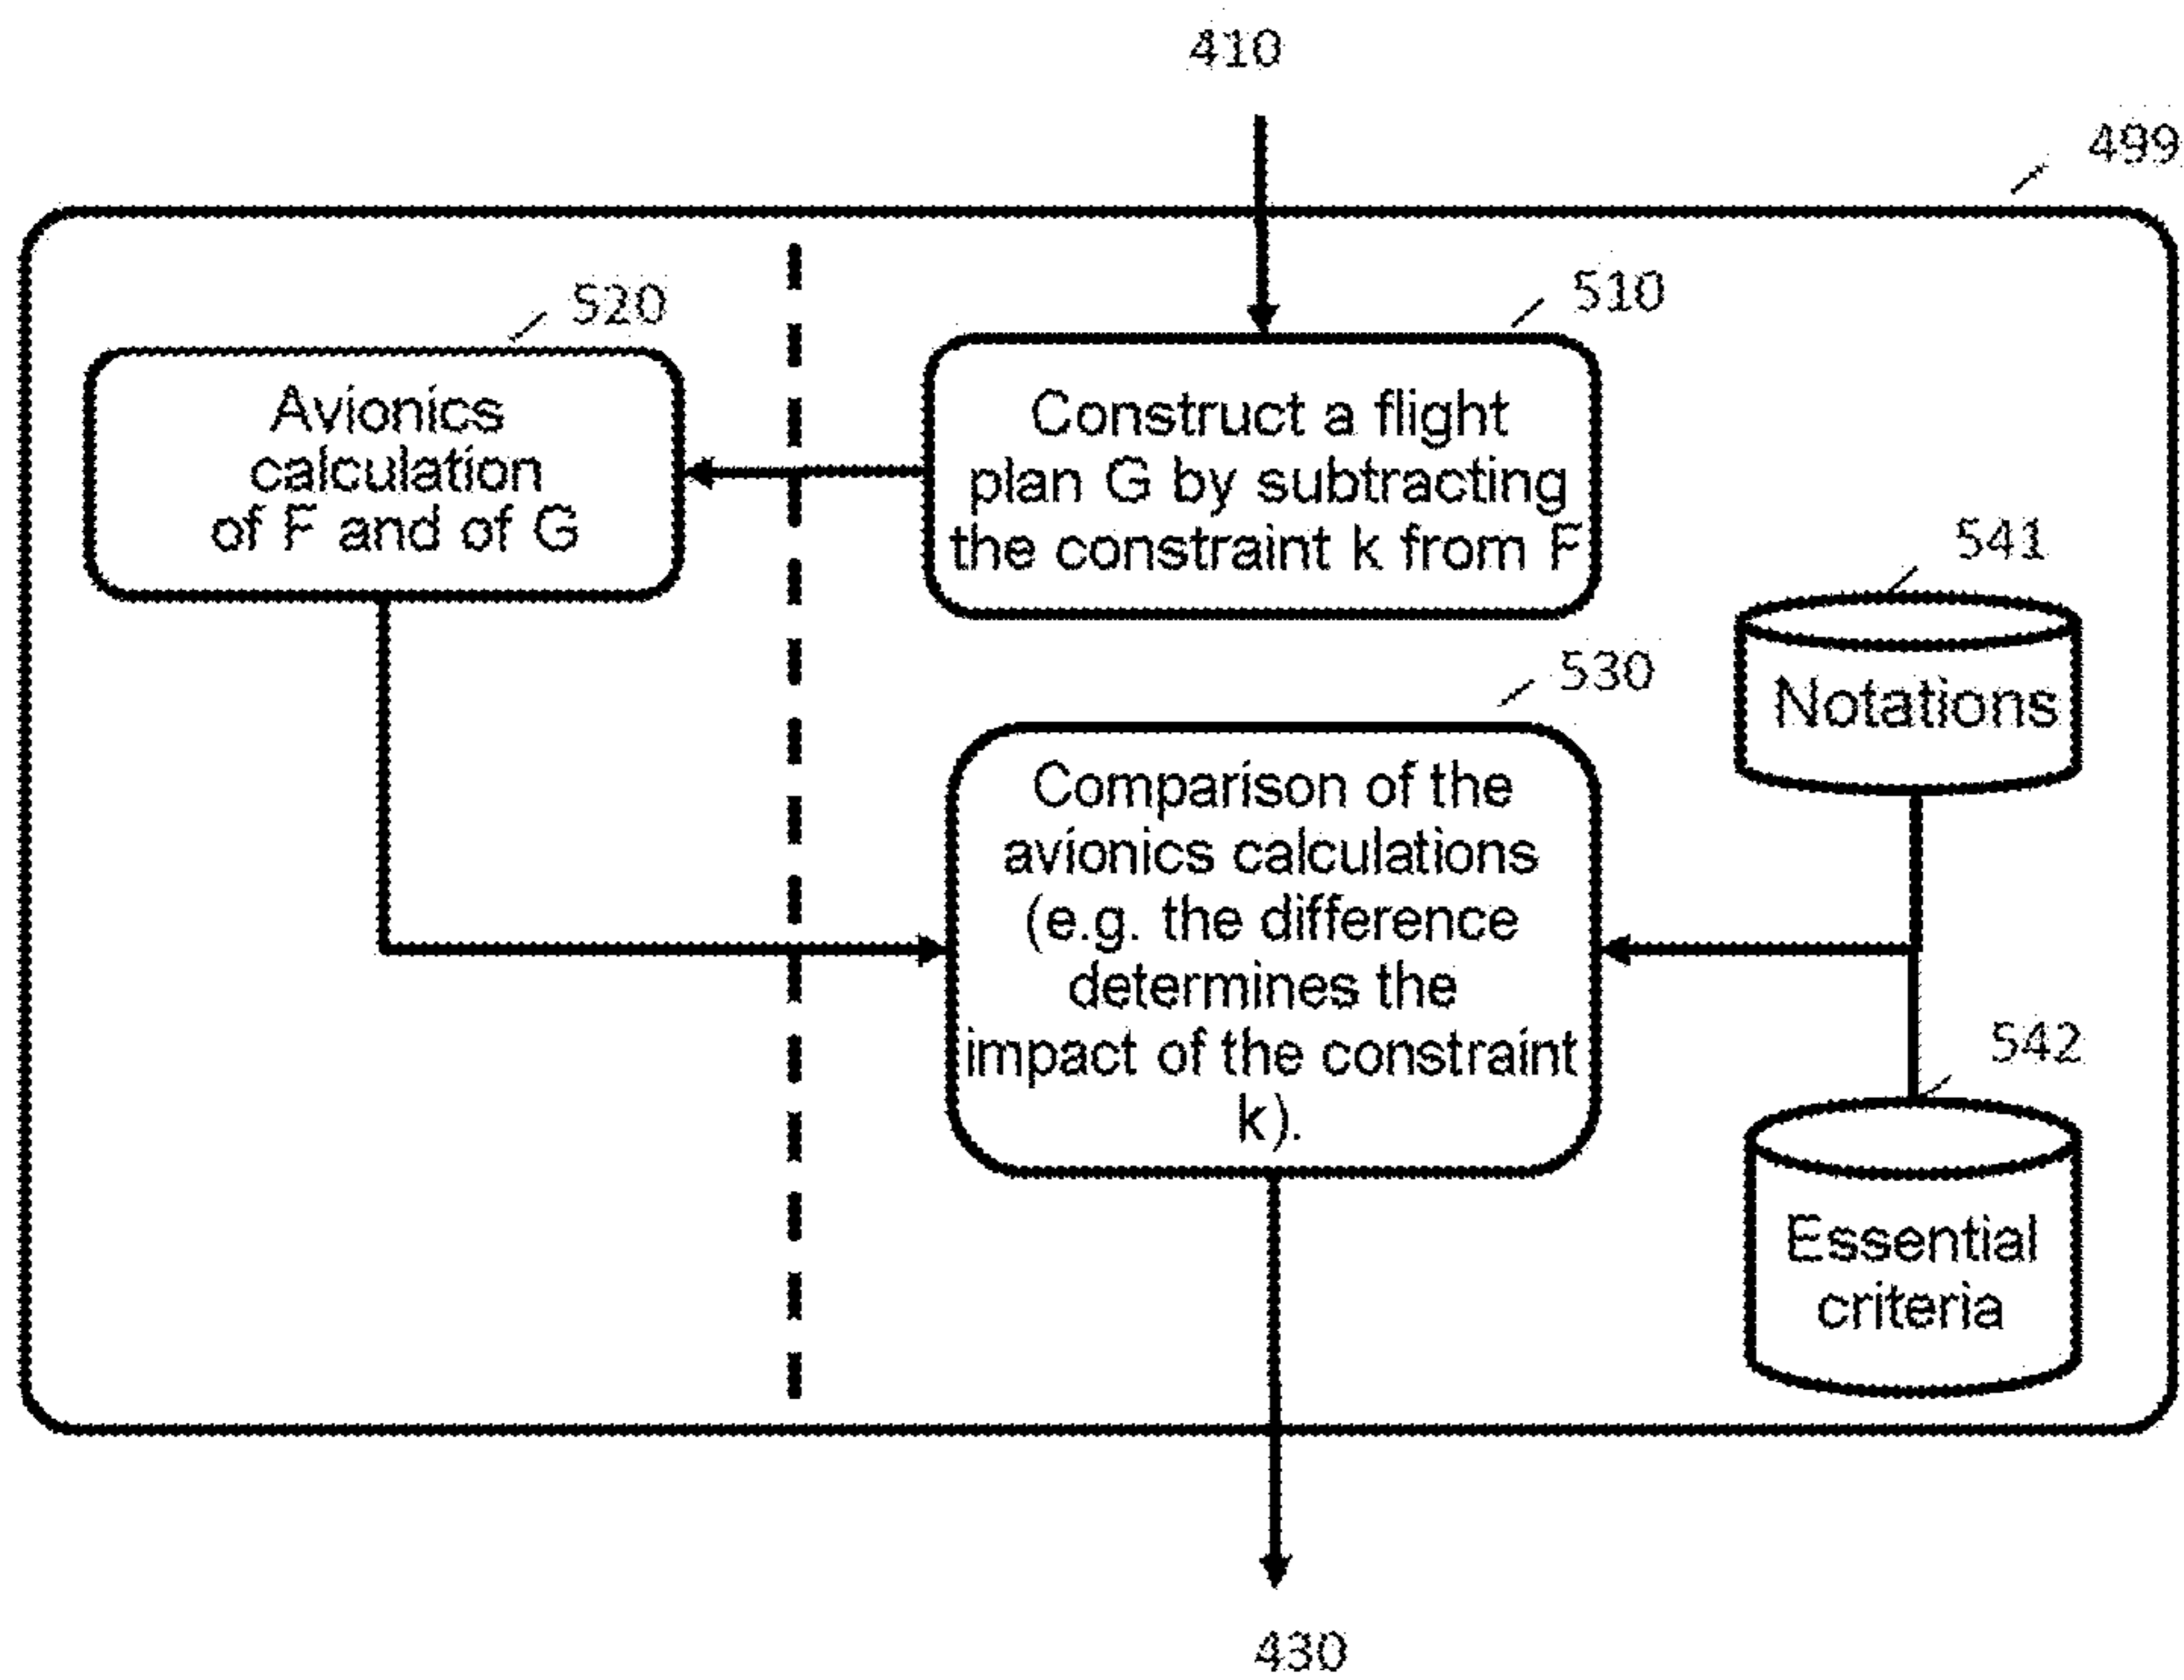 410
499
520
510
Avionics
calculation
of F and of G
Construct a flight
plan G by subtracting
the constraint k from F
541
Notations
530
Comparison of the
avionics calculations
(e.g. the difference
determines the
impact of the constraint
k).
542
Essential
criteria
430